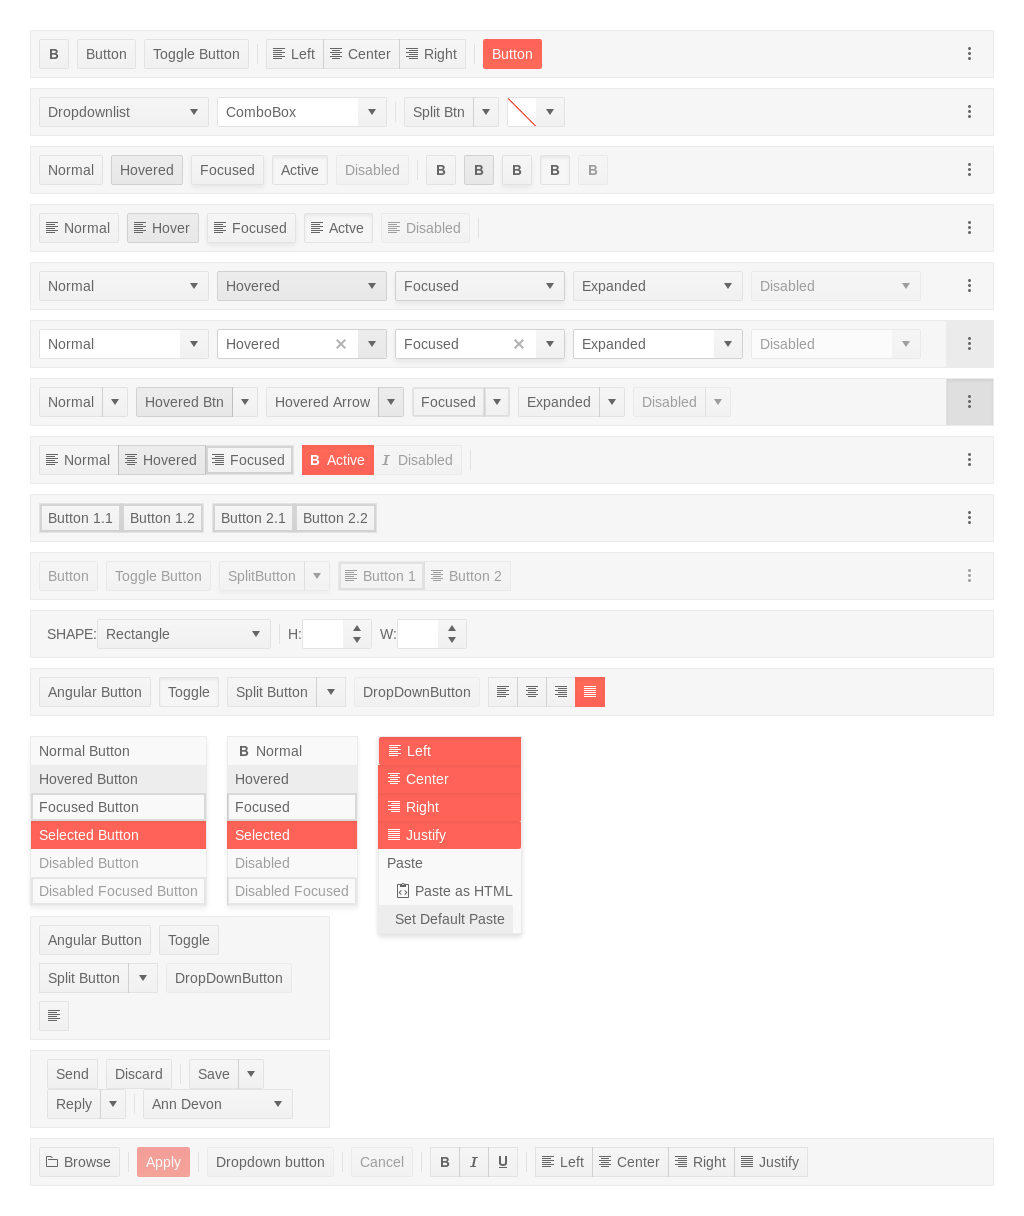 B Button Toggle Button Left Center Right Button
Dropdownlist ComboBox Split Btn
Normal Hovered Focused Active Disabled B B B B B
Normal Hover Focused Actve Disabled
Normal Hovered Focused Expanded Disabled
Normal Hovered Focused Expanded Disabled
Normal Hovered Btn Hovered Arrow Focused Expanded Disabled
Normal Hovered Focused B Active I Disabled
Button 1.1 Button 1.2 Button 2.1 Button 2.2
Button Toggle Button SplitButton Button 1 Button 2
SHAPE: Rectangle H: W:
Angular Button Toggle Split Button DropDownButton
Normal Button B Normal Left
Hovered Button Hovered Center
Focused Button Focused Right
Selected Button Selected Justify
Disabled Button Disabled Paste
Disabled Focused Button Disabled Focused Paste as HTML
Set Default Paste
Angular Button Toggle
Split Button DropDownButton
Send Discard Save
Reply Ann Devon
Browse Apply Dropdown button Cancel B I U Left Center Right Justify